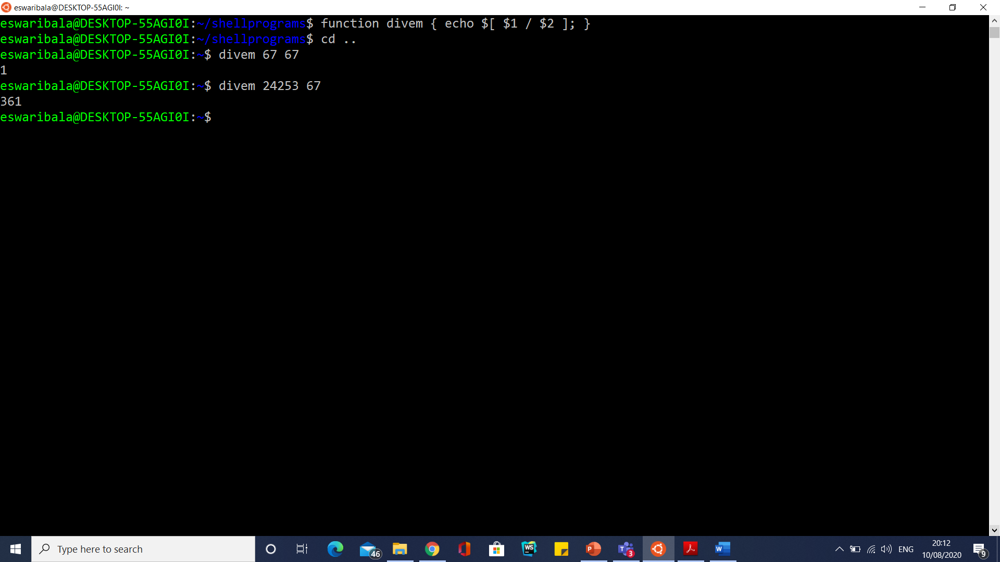 eswaribala@DESKTOP-55AGI0I: ~
eswaribala@DESKTOP-55AGI0I:~/shellprograms$ function divem { echo $[ $1 / $2 ]; }
eswaribala@DESKTOP-55AGI0I:~/shellprograms$ cd ..
eswaribala@DESKTOP-55AGI0I:~$ divem 67 67
1
eswaribala@DESKTOP-55AGI0I:~$ divem 24253 67
361
eswaribala@DESKTOP-55AGI0I:~$
Type here to search
46
WS
P
T
3
W
ENG
20:12
10/08/2020
9